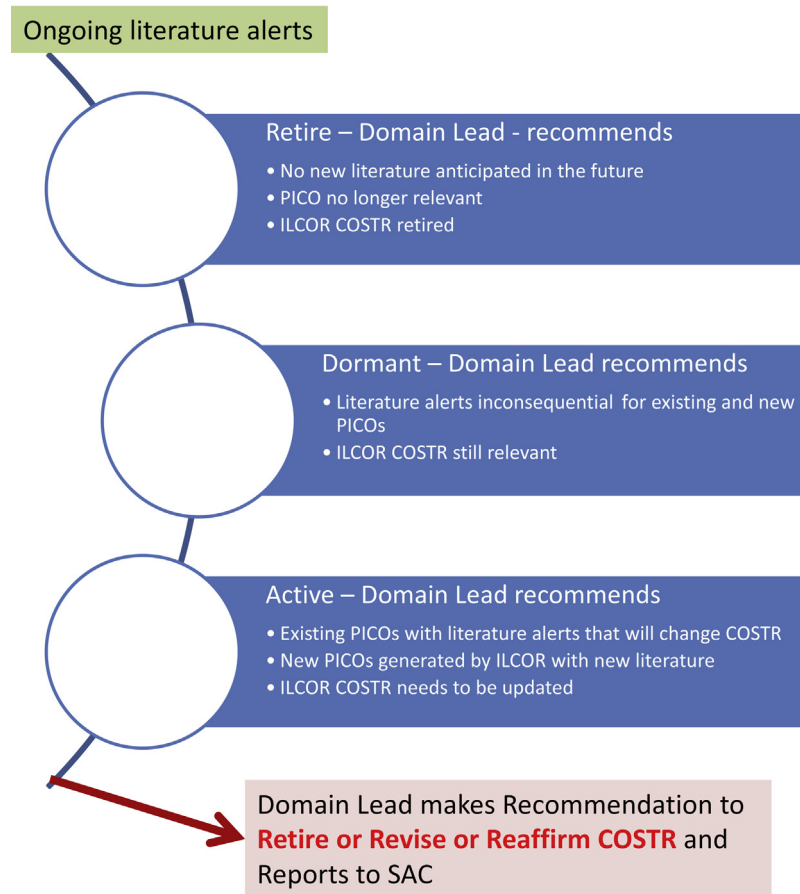 Ongoing literature alerts
Retire – Domain Lead - recommends
• No new literature anticipated in the future
• PICO no longer relevant
• ILCOR COSTR retired
Dormant – Domain Lead recommends
• Literature alerts inconsequential for existing and new
PICOs
• ILCOR COSTR still relevant
Active – Domain Lead recommends
• Existing PICOs with literature alerts that will change COSTR
• New PICOs generated by ILCOR with new literature
• ILCOR COSTR needs to be updated
Domain Lead makes Recommendation to
Retire or Revise or Reaffirm COSTR and
Reports to SAC